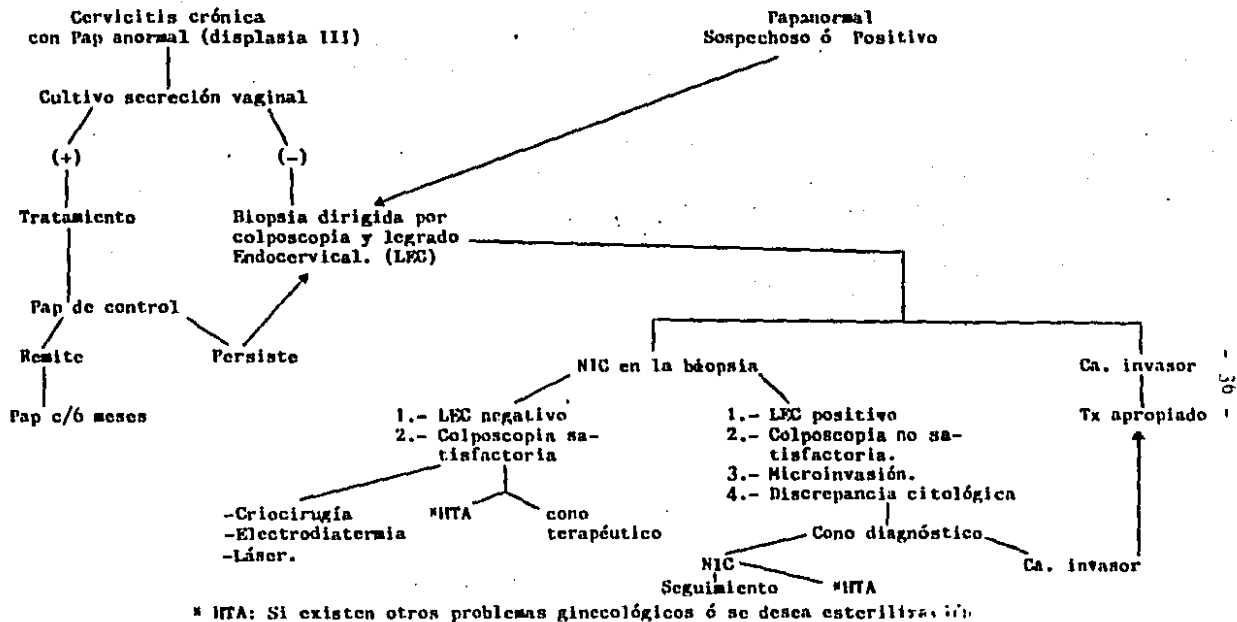 Cervicitis crónica
con Pap anormal (displasia III)
Papanormal
Sospechoso ó Positivo
Cultivo secreción vaginal
(+)
(-)
Tratamiento
Biopsia dirigida por
colposcopia y legrado
Endocervical. (LEC)
Pap de control
Remite
Persiste
Pap c/6 meses
NIC en la biopsia
Ca. invasor
1.- LEC negativo
2.- Colposcopia sa-
tisfactoria
1.- LEC positivo
2.- Colposcopia no sa-
tisfactoria.
3.- Microinvasión.
4.- Discrepancia citológica
Tx apropiado
- 36 -
-Criocirugía
-Electrodiatermia
-Láser.
*HTA
cono
terapéutico
Cono diagnóstico
NIC
Seguimiento
*HTA
Ca. invasor
* HTA: Si existen otros problemas ginecológicos ó se desea esterilización